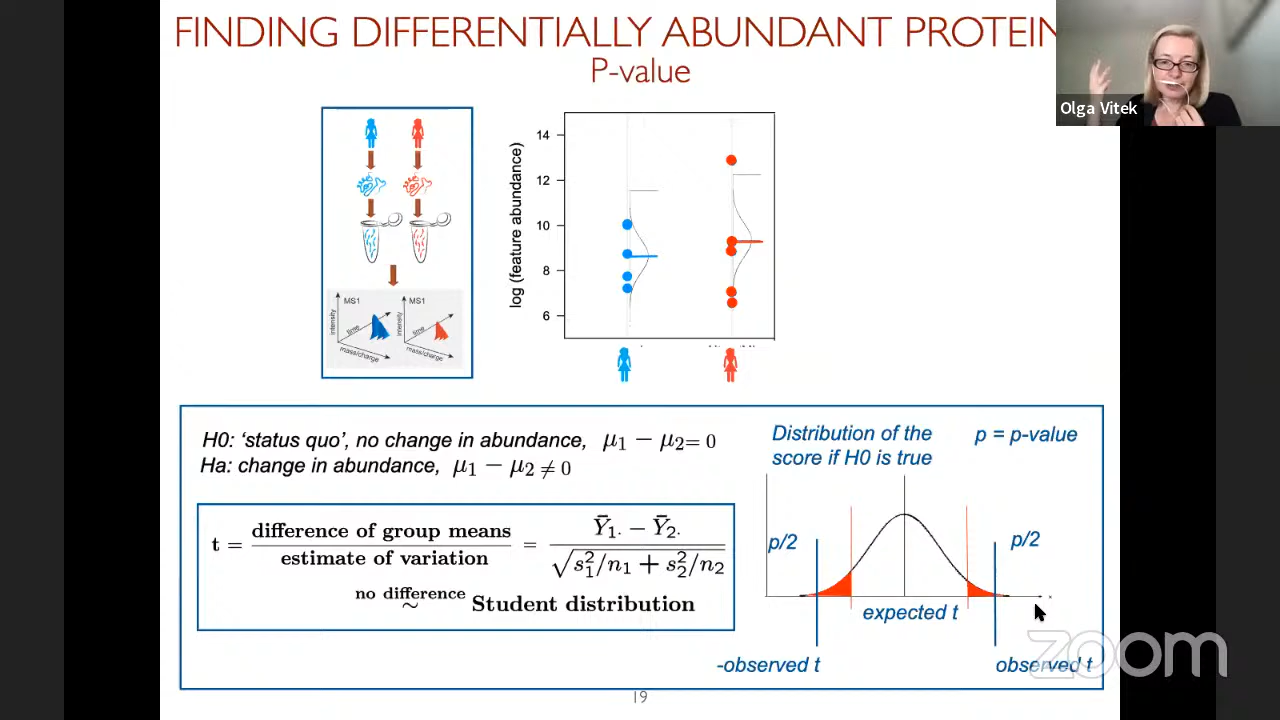 FINDING DIFFERENTIALLY ABUNDANT PROTEIN
P-value
Olga Vitek
MS1
MS1
intensity
time
mass/change
intensity
time
mass/change
log (feature abundance)
14
12
10
8
6
H0: 'status quo', no change in abundance, μ₁ − μ₂= 0
Ha: change in abundance, μ₁ − μ₂ ≠ 0
t = difference of group means / estimate of variation = Ȳ₁. − Ȳ₂. / √s₁²/n₁ + s₂²/n₂
no difference
~ Student distribution
Distribution of the
score if H0 is true
p = p-value
p/2
p/2
expected t
-observed t
observed t
zoom
19